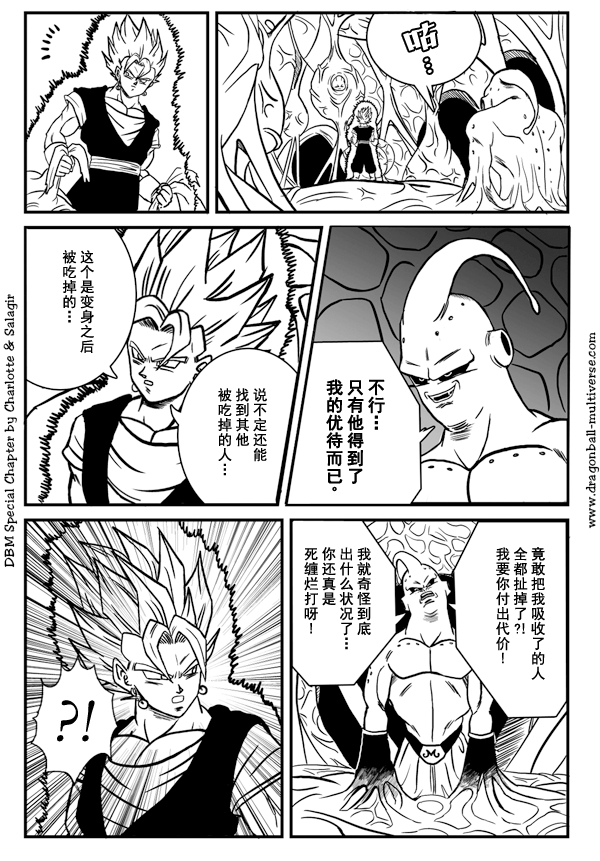 咕…
不行…
只有他得到了
我的优待而已。
说不定还能
找到其他
被吃掉的人…
这个是变身之后
被吃掉的…
竟敢把我吸收了的人
全都扯掉了?!
我要你付出代价!
我就奇怪到底
出什么状况了…
你还真是
死缠烂打呀!
M
?!
DBM Special Chapter by Charlotte & Salagir
www.dragonball-multiverse.com